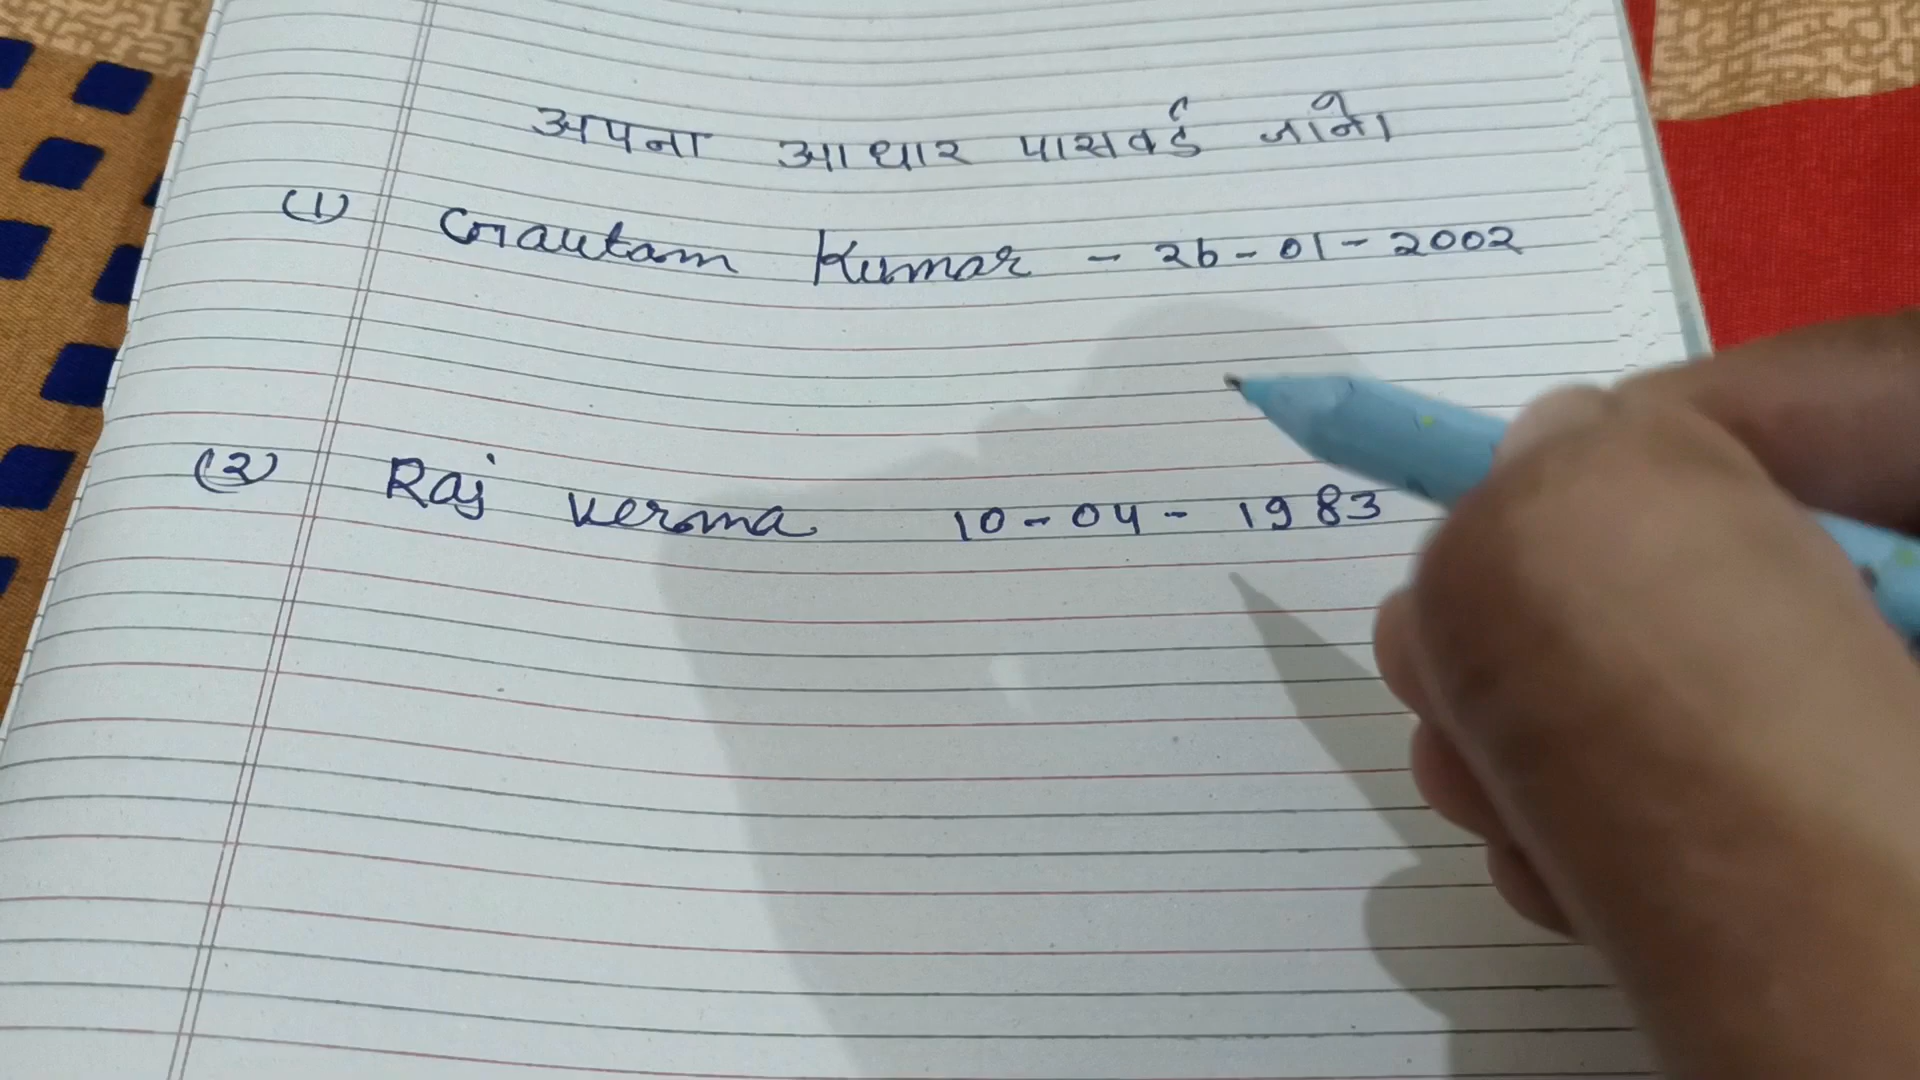 अपना आधार पासवर्ड जाने।
(1) Gautam Kumar - 26-01-2002
(2) Raj verma 10-04-1983